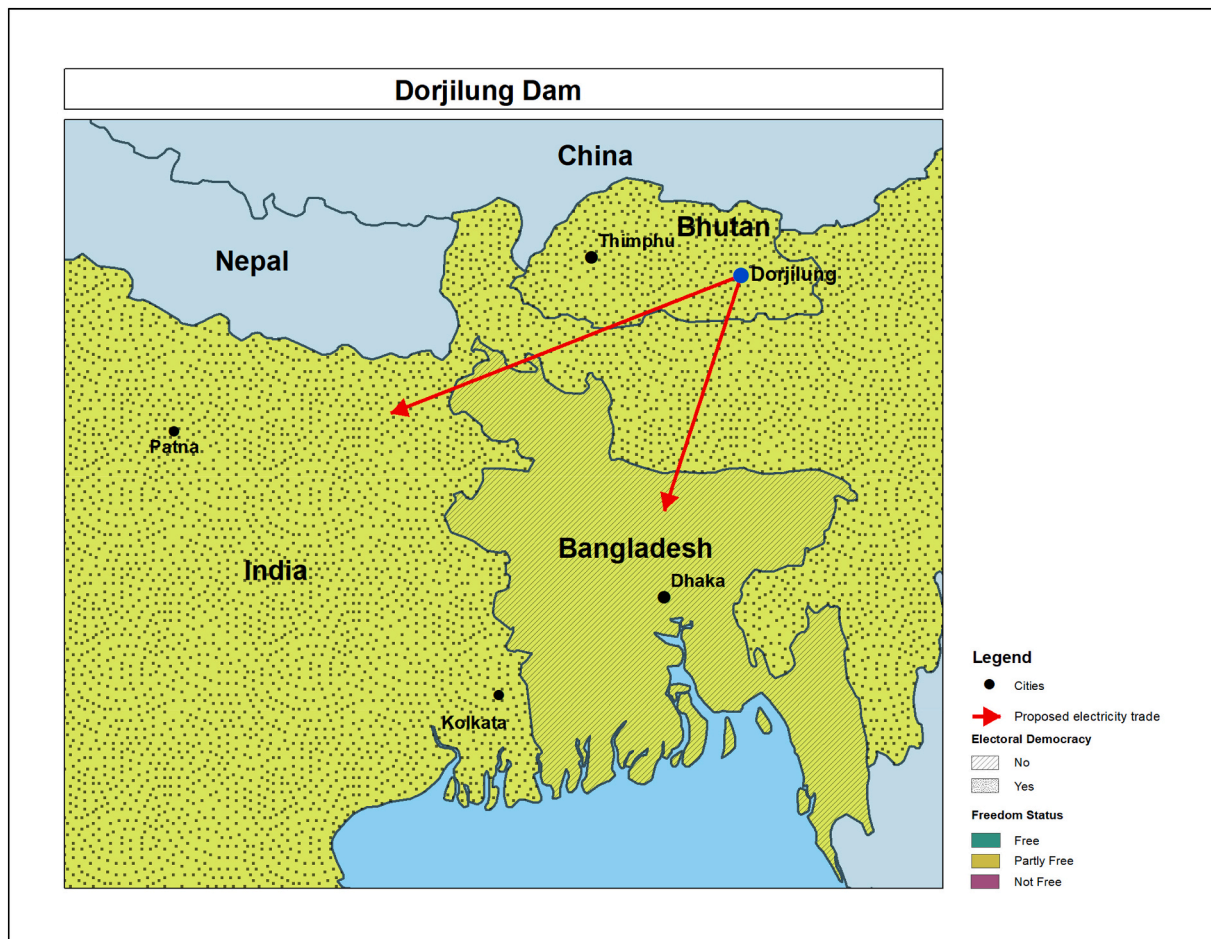 Dorjilung Dam
China
Bhutan
Thimphu
Nepal
Dorjilung
Patna
Bangladesh
India
Dhaka
Kolkata
Legend
Cities
Proposed electricity trade
Electoral Democracy
No
Yes
Freedom Status
Free
Partly Free
Not Free